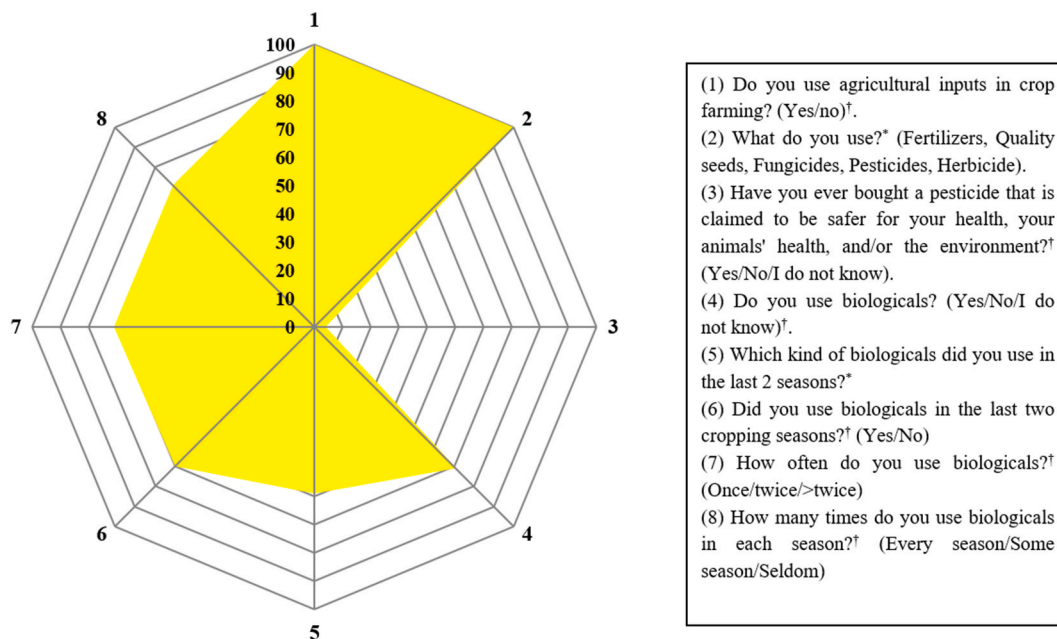 1
100
90
80
70
60
50
40
30
20
10
0
2
3
4
5
6
7
8
(1) Do you use agricultural inputs in crop
farming? (Yes/no)†.
(2) What do you use?* (Fertilizers, Quality
seeds, Fungicides, Pesticides, Herbicide).
(3) Have you ever bought a pesticide that is
claimed to be safer for your health, your
animals' health, and/or the environment?†
(Yes/No/I do not know).
(4) Do you use biologicals? (Yes/No/I do
not know)†.
(5) Which kind of biologicals did you use in
the last 2 seasons?*
(6) Did you use biologicals in the last two
cropping seasons?† (Yes/No)
(7) How often do you use biologicals?†
(Once/twice/>twice)
(8) How many times do you use biologicals
in each season?† (Every season/Some
season/Seldom)